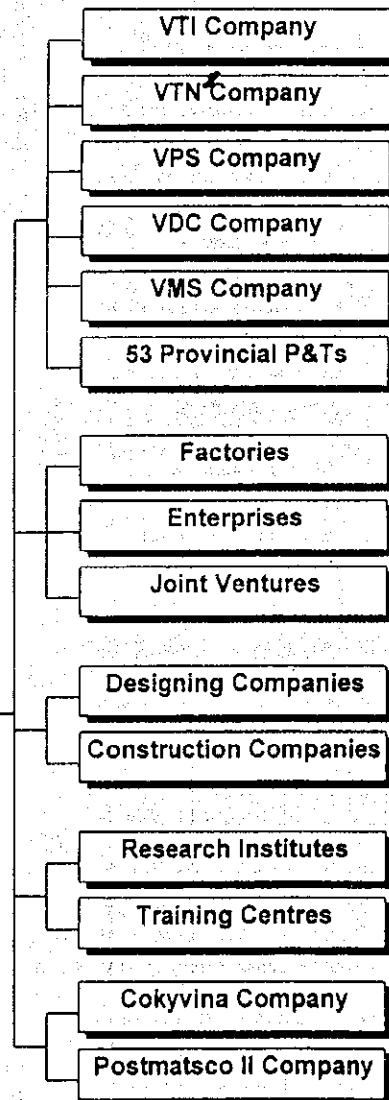 VTI Company
VTN Company
VPS Company
VDC Company
VMS Company
53 Provincial P&Ts
Factories
Enterprises
Joint Ventures
Designing Companies
Construction Companies
Research Institutes
Training Centres
Cokyvina Company
Postmatsco II Company